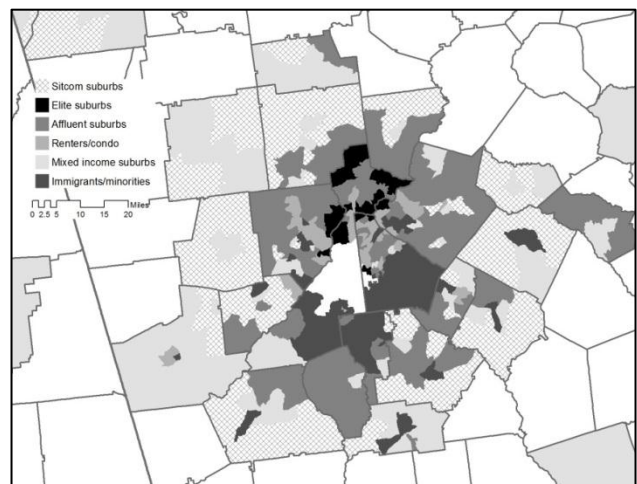 Sitcom suburbs
Elite suburbs
Affluent suburbs
Renters/condo
Mixed income suburbs
Immigrants/minorities
0 2.5 5 10 15 20 Miles